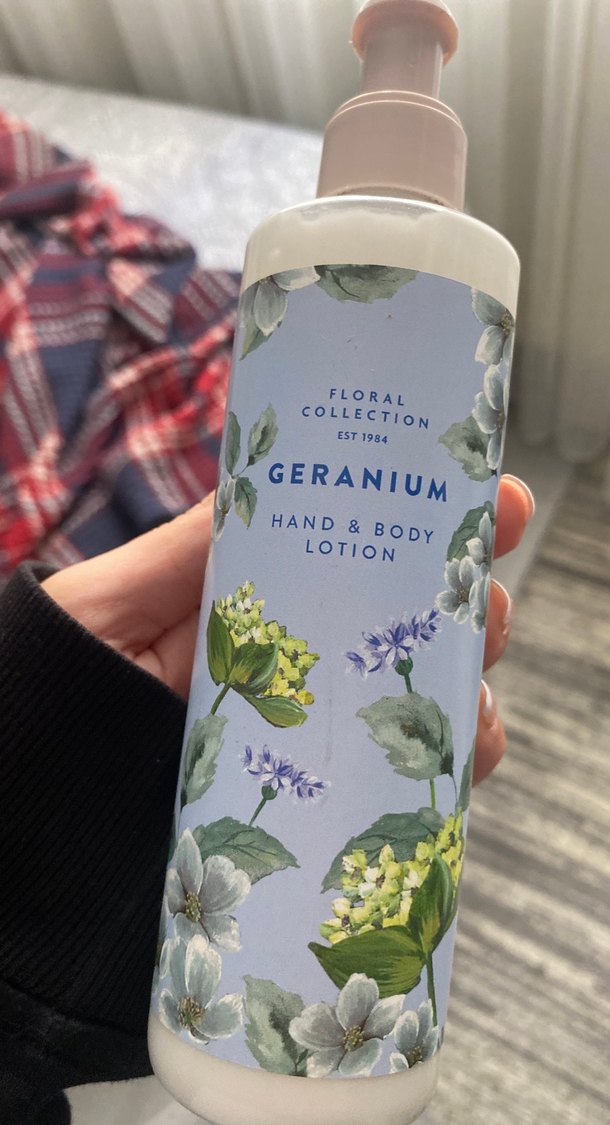 FLORAL
COLLECTION
EST 1984
GERANIUM
HAND & BODY
LOTION